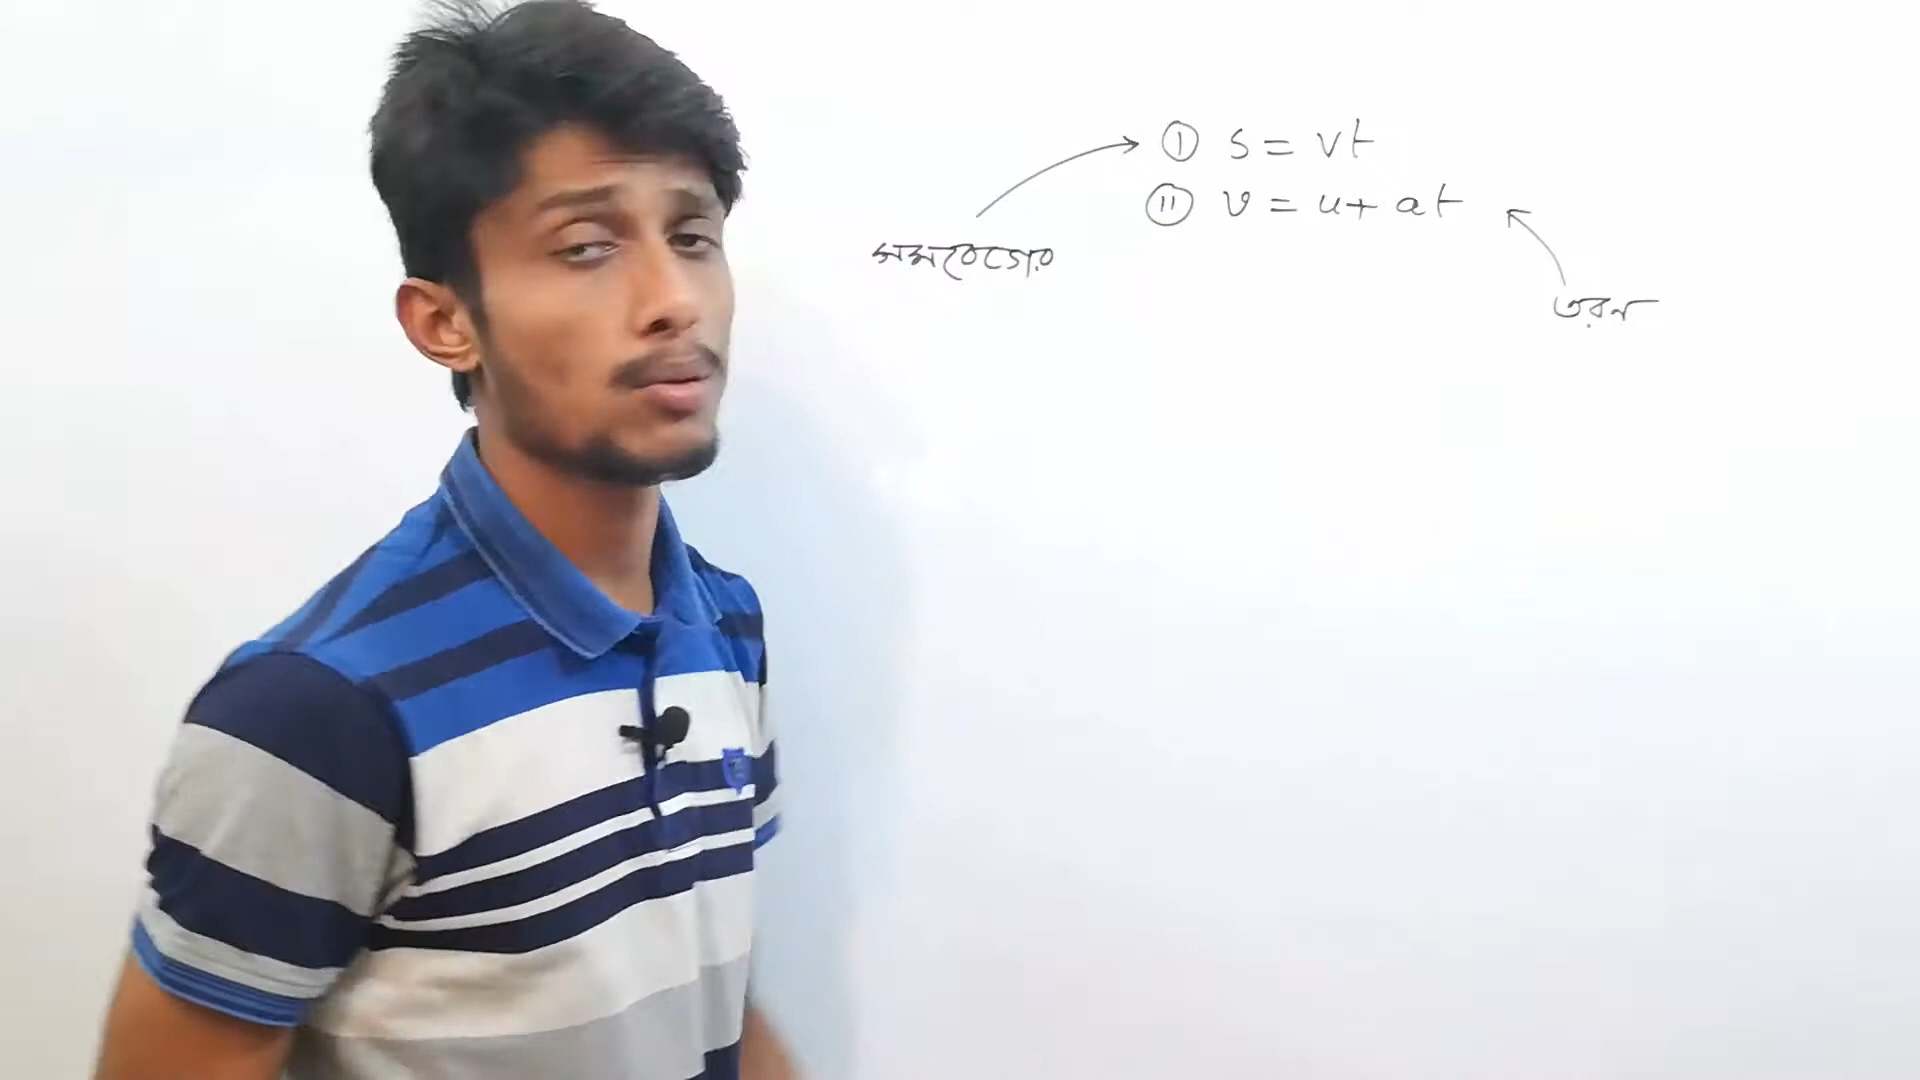 ① s = vt
② v = u + at
সমবেগের
ত্বরণ